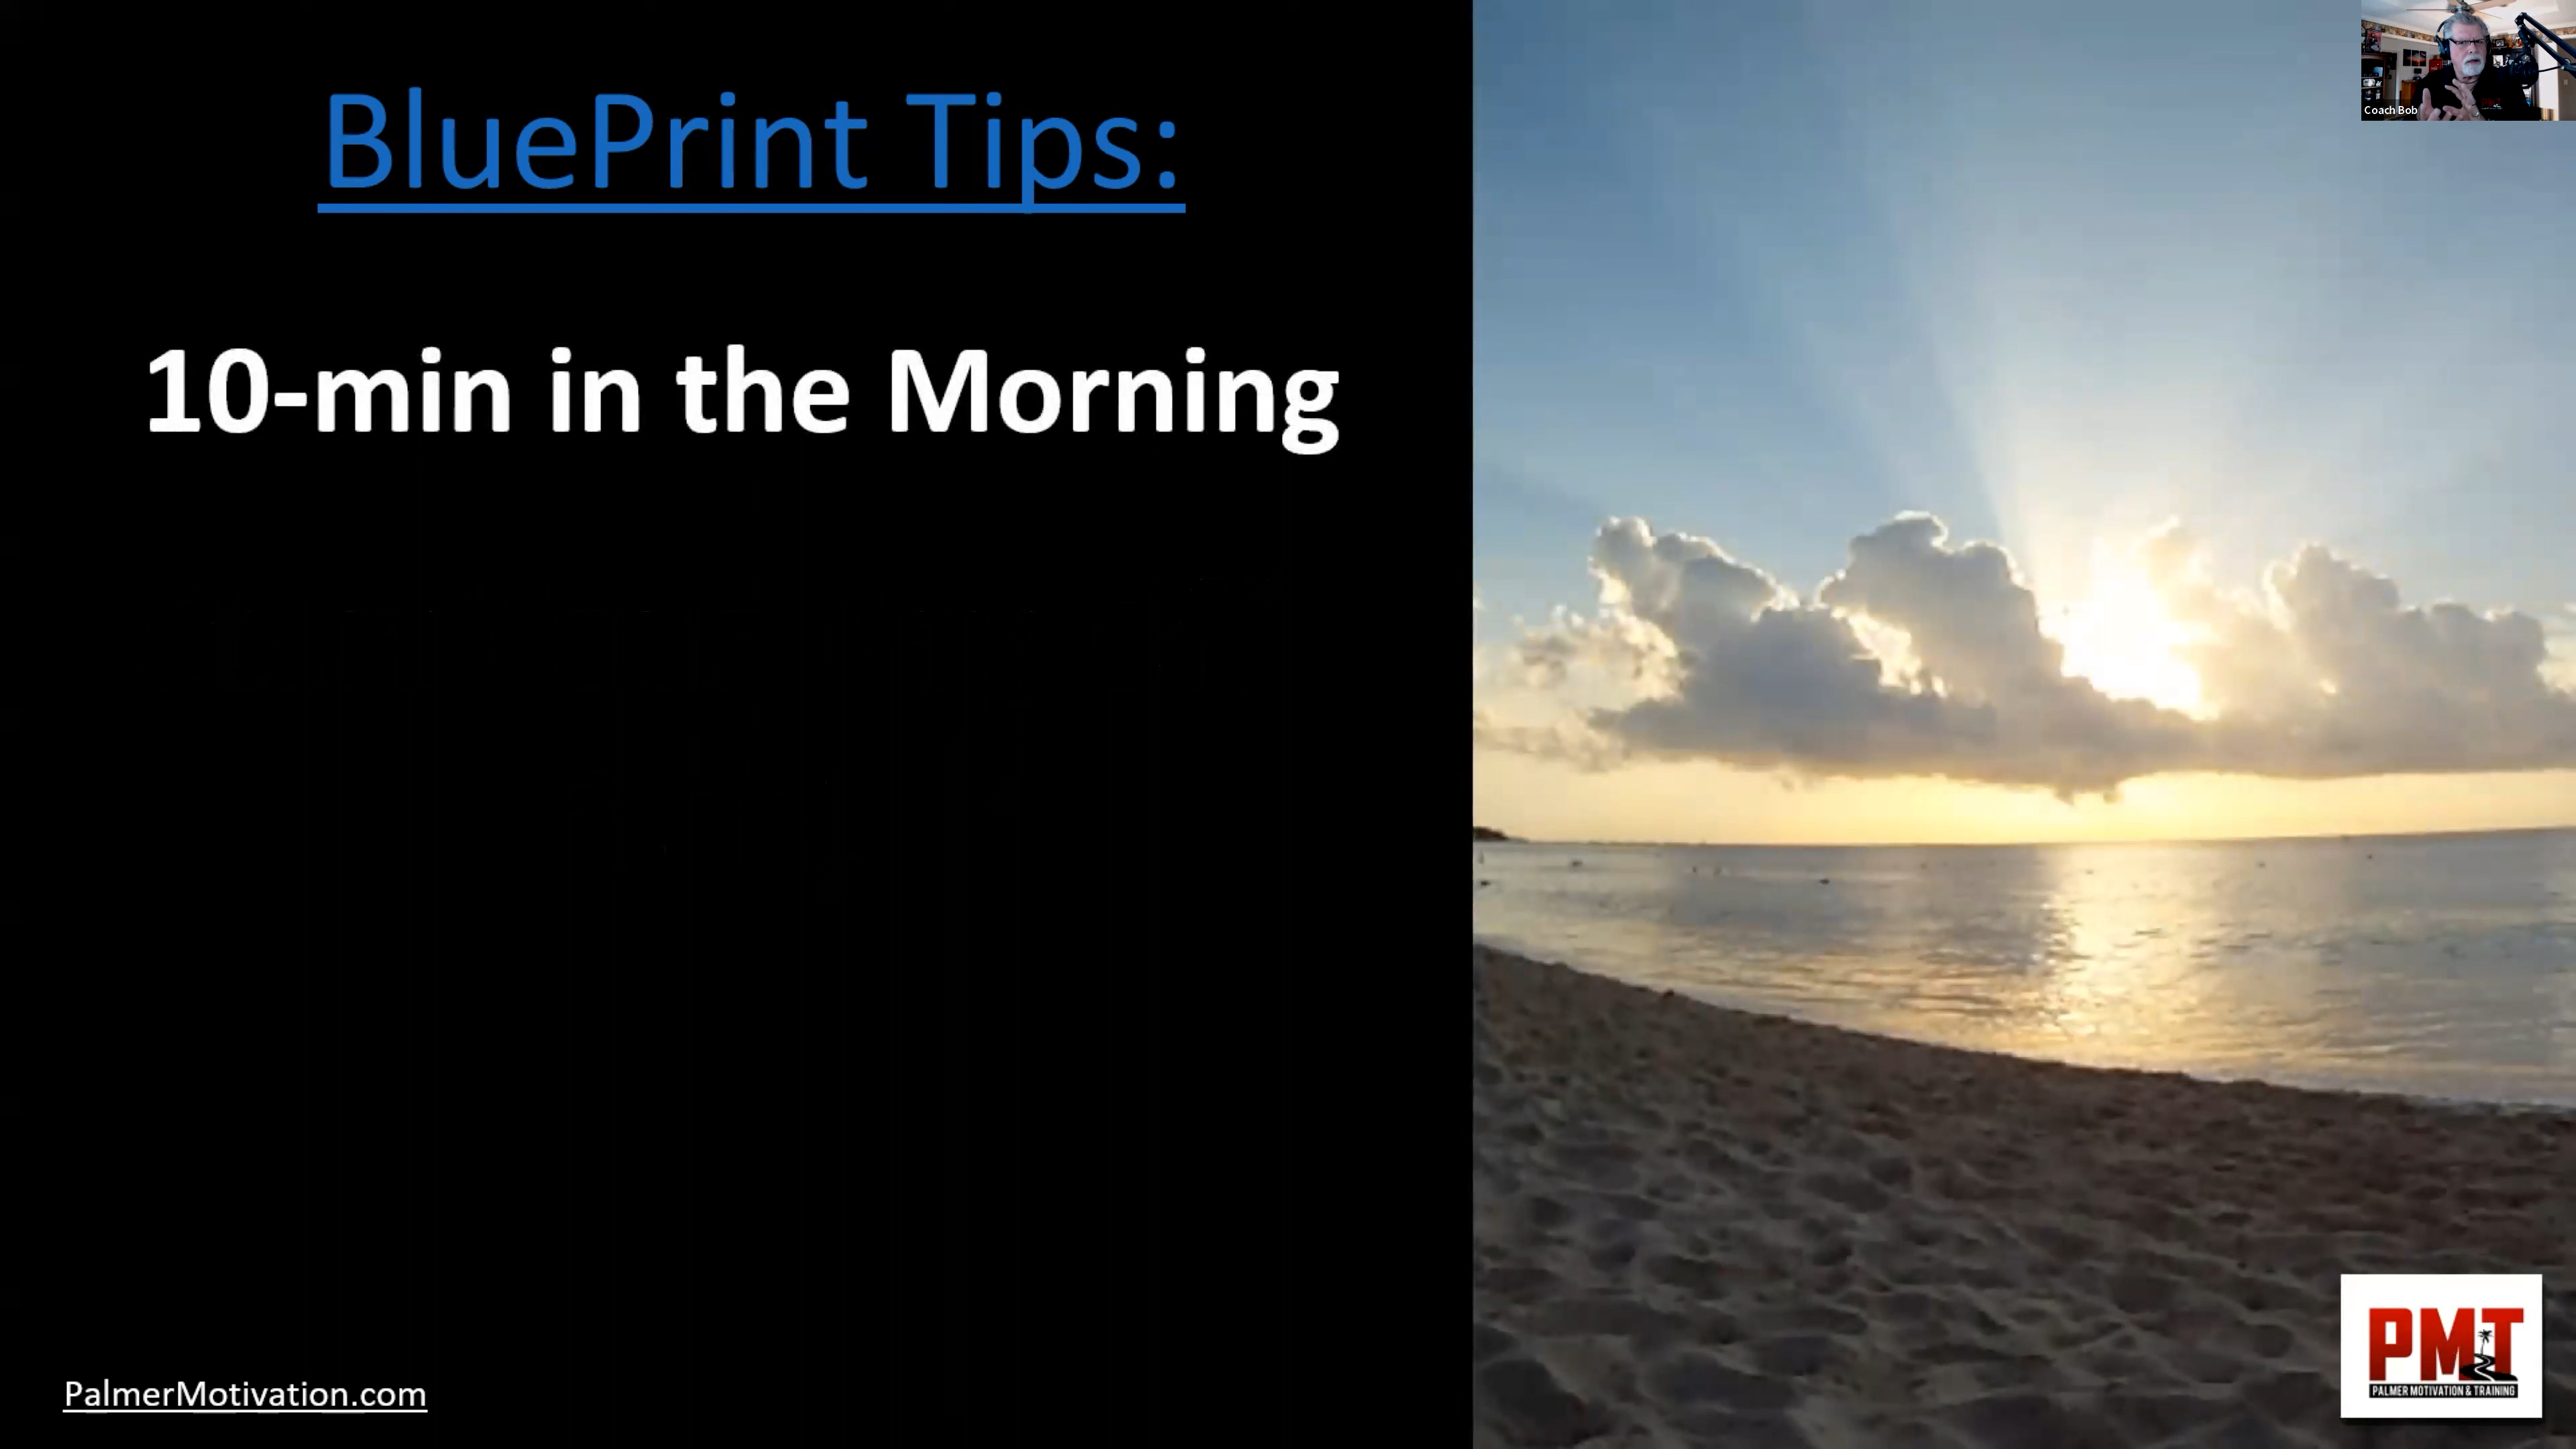 BluePrint Tips:
10-min in the Morning
Coach Bob
PalmerMotivation.com
PMT
PALMER MOTIVATION & TRAINING